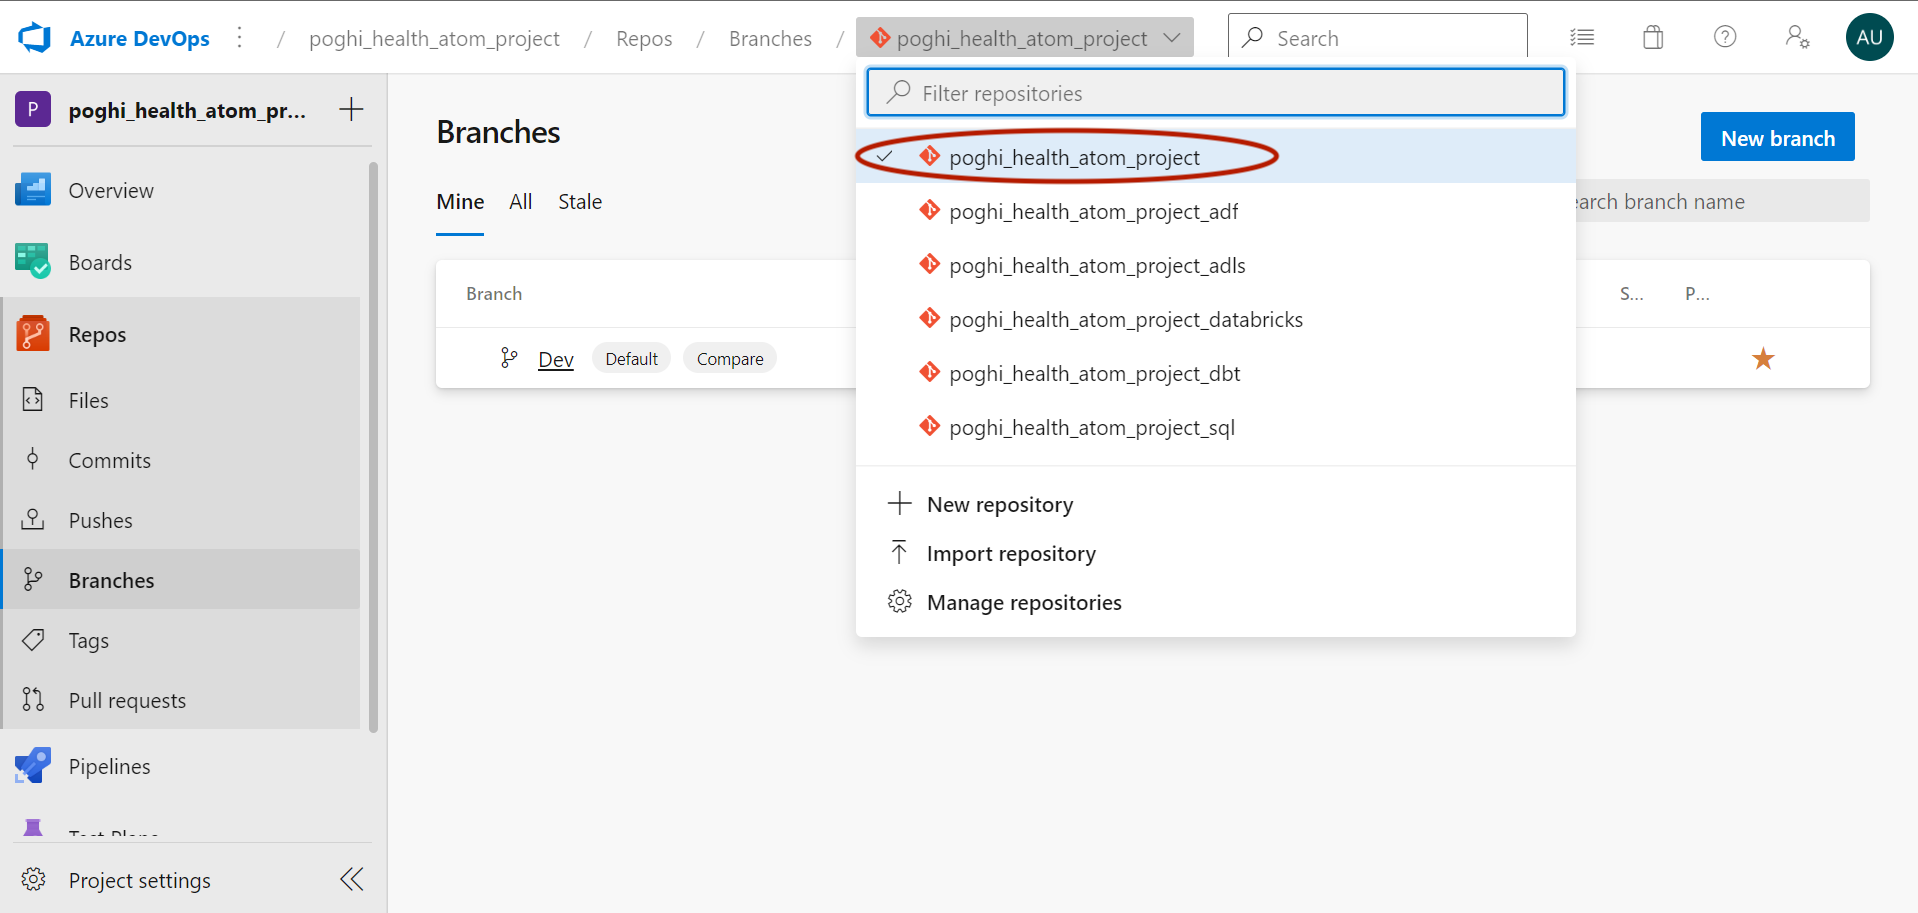 Azure DevOps / poghi_health_atom_project / Repos / Branches / poghi_health_atom_project Search AU
P poghi_health_atom_pr...
Overview
Boards
Repos
Files
Commits
Pushes
Branches
Tags
Pull requests
Pipelines
Project settings
Branches
New branch
Mine All Stale
earch branch name
Branch S... P...
Dev Default Compare
Filter repositories
poghi_health_atom_project
poghi_health_atom_project_adf
poghi_health_atom_project_adls
poghi_health_atom_project_databricks
poghi_health_atom_project_dbt
poghi_health_atom_project_sql
New repository
Import repository
Manage repositories